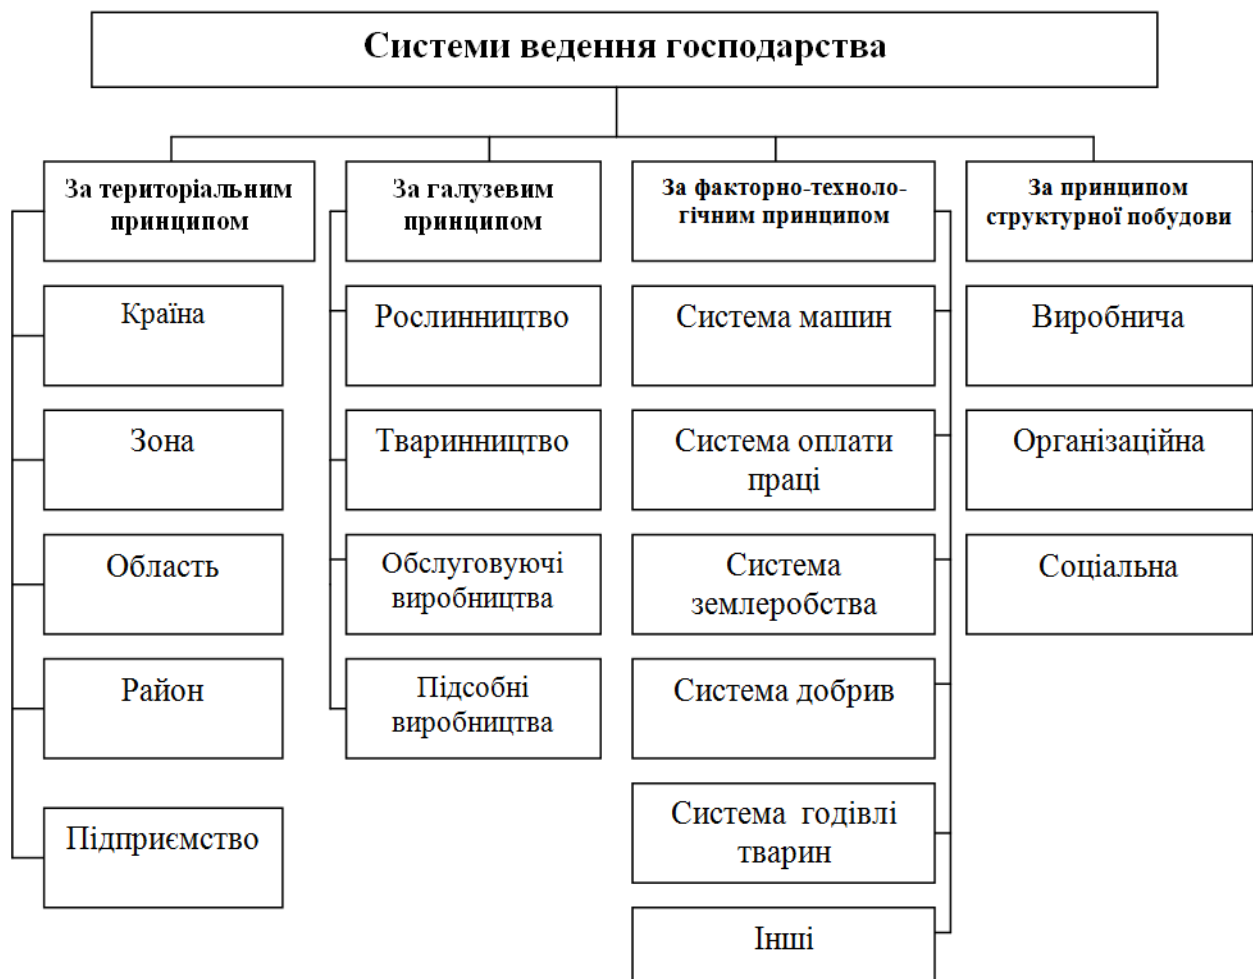 Системи ведення господарства
За територіальним
принципом
За галузевим
принципом
За факторно-техноло-
гічним принципом
За принципом
структурної побудови
Країна
Зона
Область
Район
Підприємство
Рослинництво
Тваринництво
Обслуговуючі
виробництва
Підсобні
виробництва
Система машин
Система оплати
праці
Система
землеробства
Система добрив
Система годівлі
тварин
Інші
Виробнича
Організаційна
Соціальна